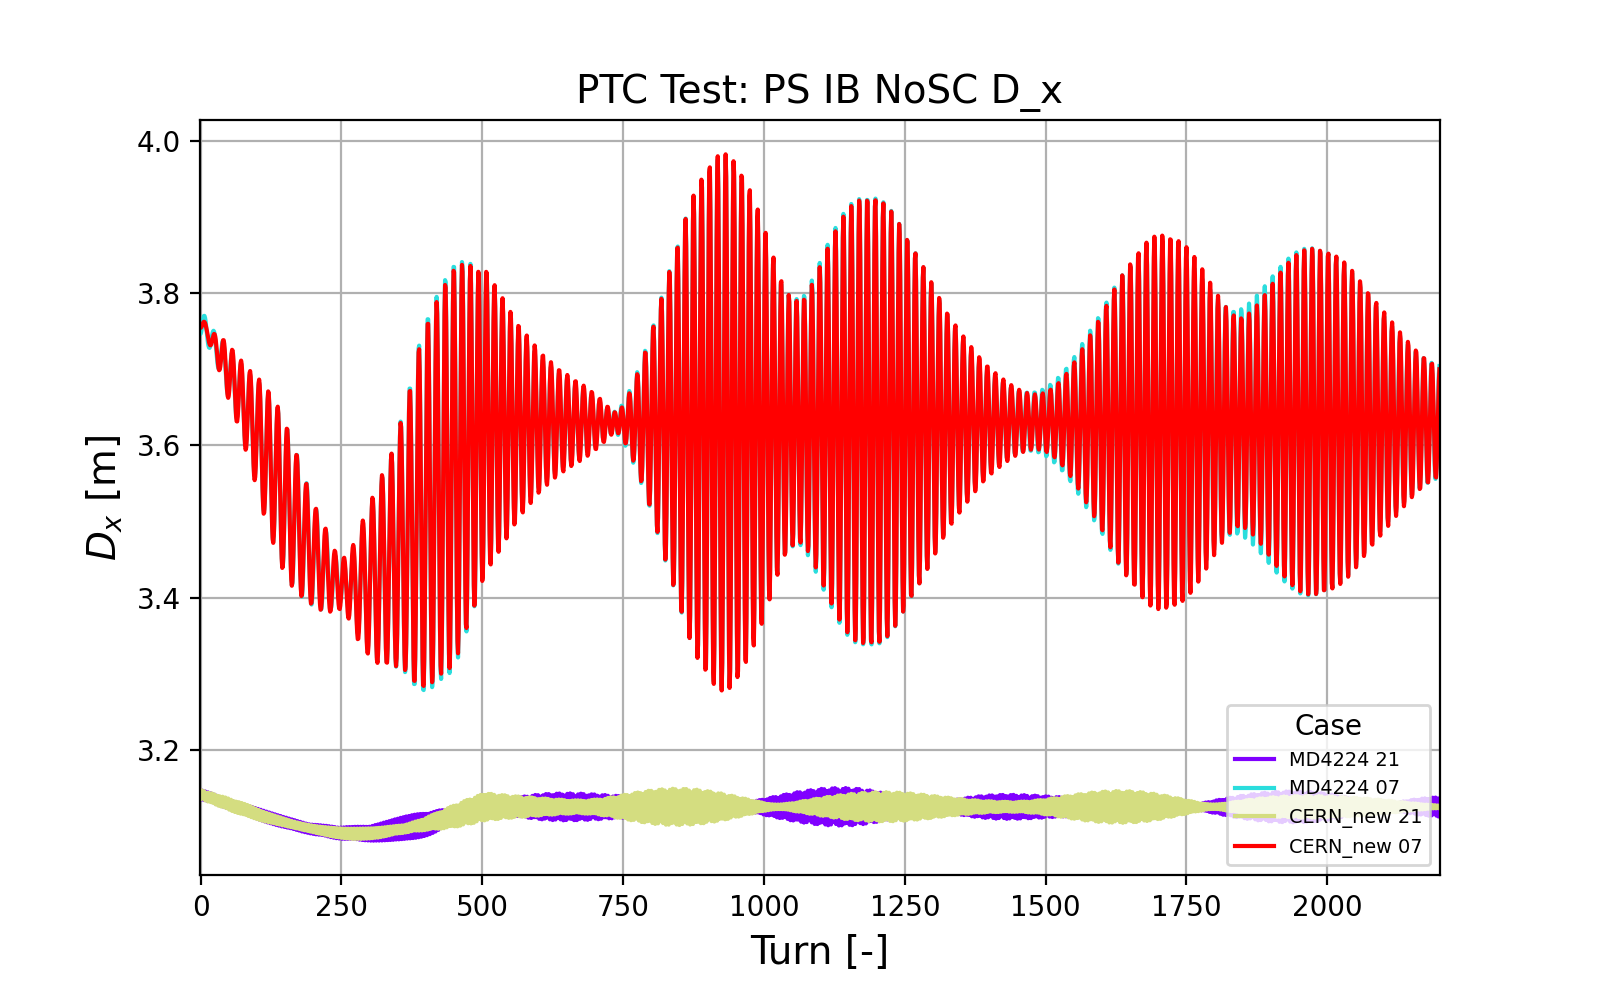 PTC Test: PS IB NoSC D_x
4.0
3.8
3.6
3.4
3.2
D_x [m]
0 250 500 750 1000 1250 1500 1750 2000
Turn [-]
Case
MD4224 21
MD4224 07
CERN_new 21
CERN_new 07